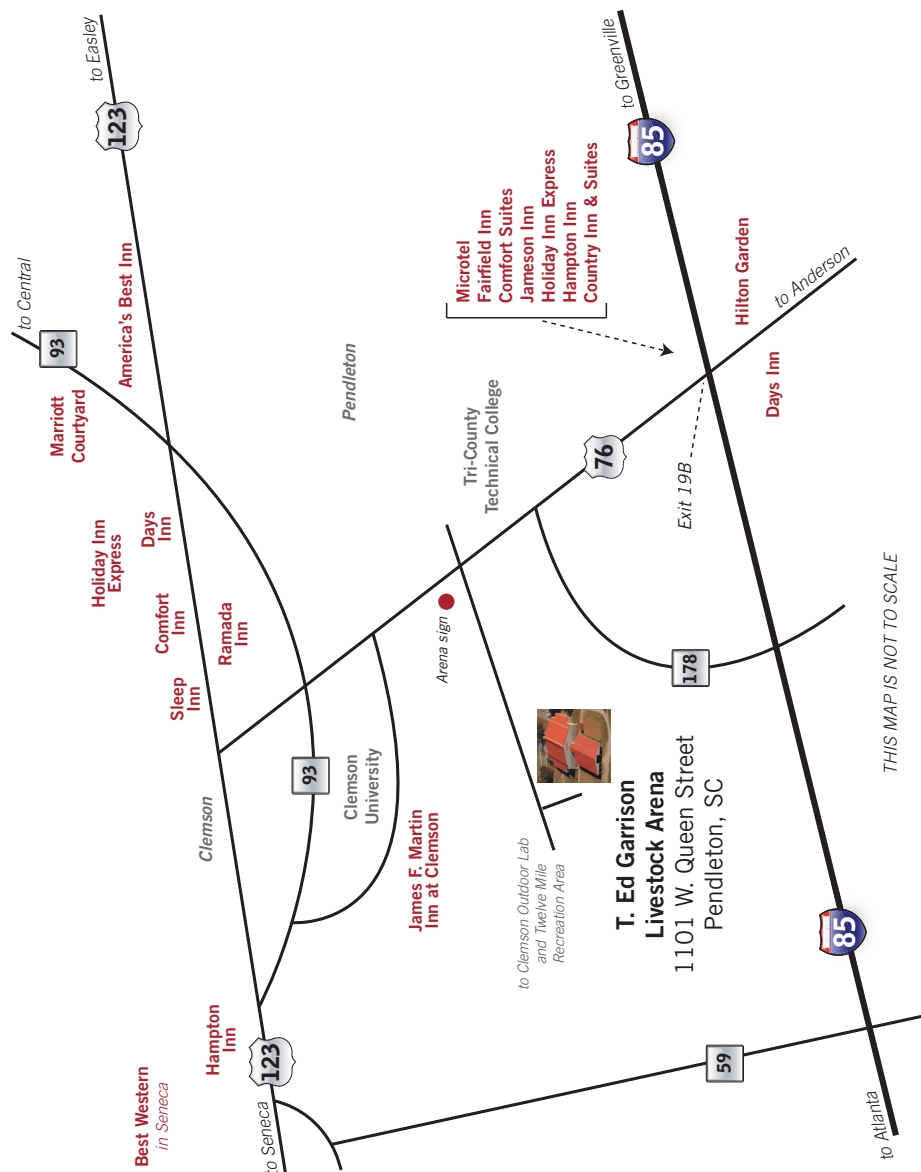 Best Western
in Seneca
to Seneca
123
Hampton
Inn
Clemson
Sleep
Inn
Comfort
Inn
Ramada
Inn
Holiday Inn
Express
Days
Inn
Marriott
Courtyard
93
to Central
America's Best Inn
123
to Easley
93
Clemson
University
James F. Martin
Inn at Clemson
Pendleton
Arena sign
Tri-County
Technical College
to Clemson Outdoor Lab
and Twelve Mile
Recreation Area
T. Ed Garrison
Livestock Arena
1101 W. Queen Street
Pendleton, SC
76
178
Microtel
Fairfield Inn
Comfort Suites
Jameson Inn
Holiday Inn Express
Hampton Inn
Country Inn & Suites
85
to Greenville
Exit 19B
Hilton Garden
Days Inn
to Anderson
59
85
to Atlanta
THIS MAP IS NOT TO SCALE